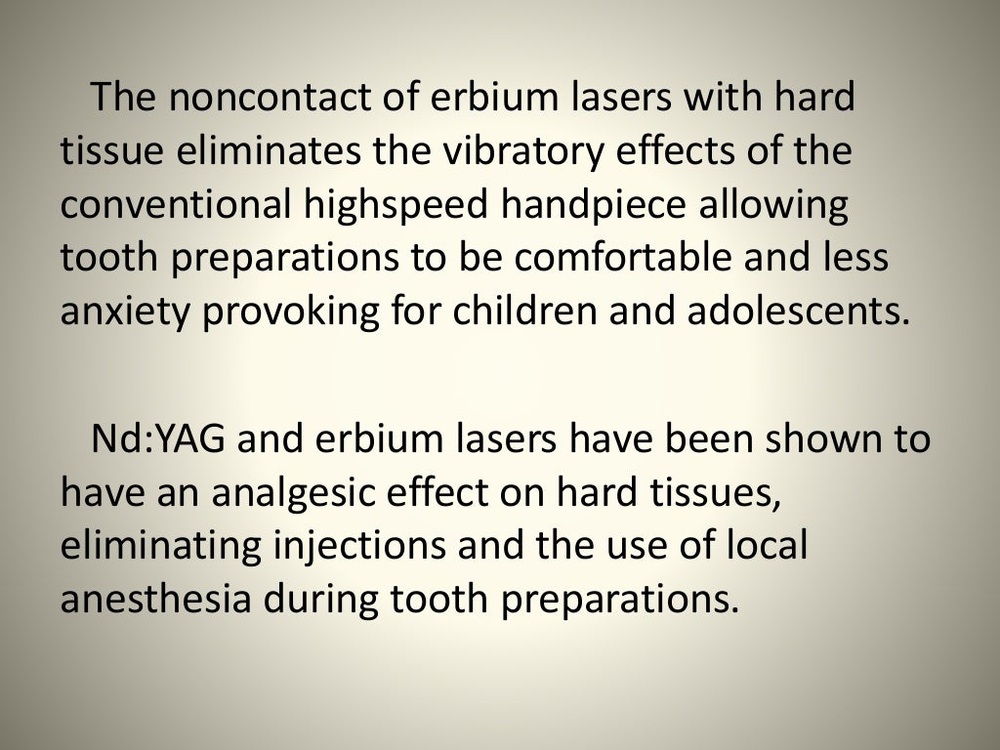 The noncontact of erbium lasers with hard
tissue eliminates the vibratory effects of the
conventional highspeed handpiece allowing
tooth preparations to be comfortable and less
anxiety provoking for children and adolescents.
Nd:YAG and erbium lasers have been shown to
have an analgesic effect on hard tissues,
eliminating injections and the use of local
anesthesia during tooth preparations.